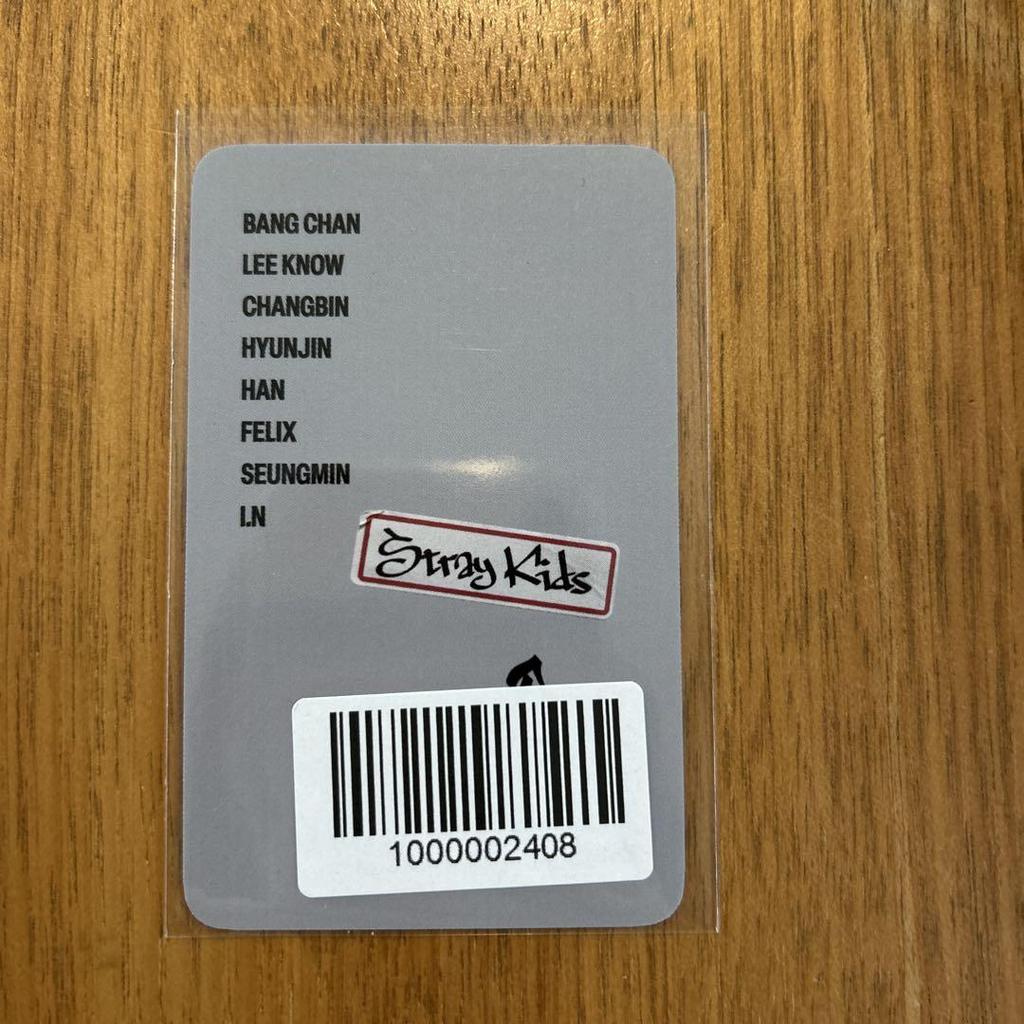 BANG CHAN
LEE KNOW
CHANGBIN
HYUNJIN
HAN
FELIX
SEUNGMIN
I.N
Stray Kids
1000002408